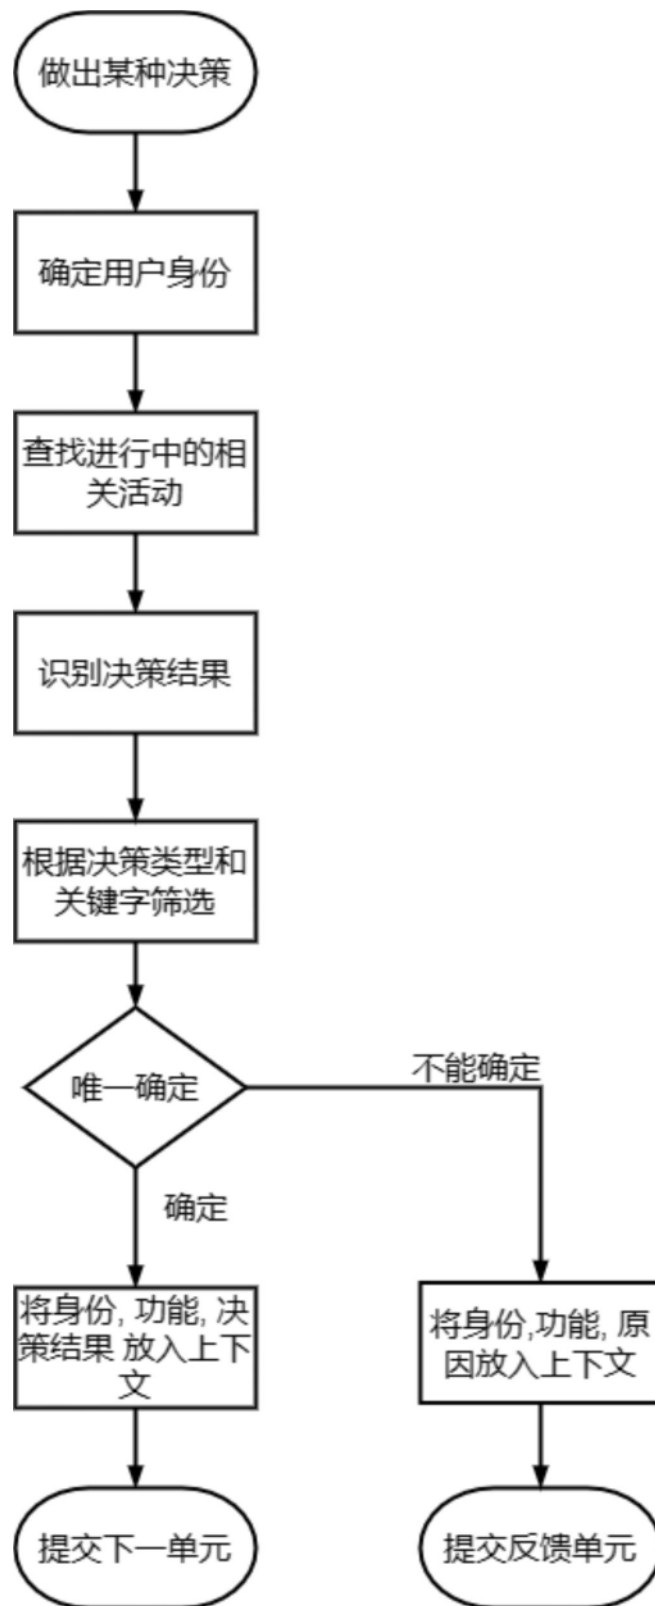 做出某种决策
确定用户身份
查找进行中的相
关活动
识别决策结果
根据决策类型和
关键字筛选
唯一确定
不能确定
确定
将身份, 功能, 决
策结果 放入上下
文
将身份,功能, 原
因放入上下文
提交下一单元
提交反馈单元